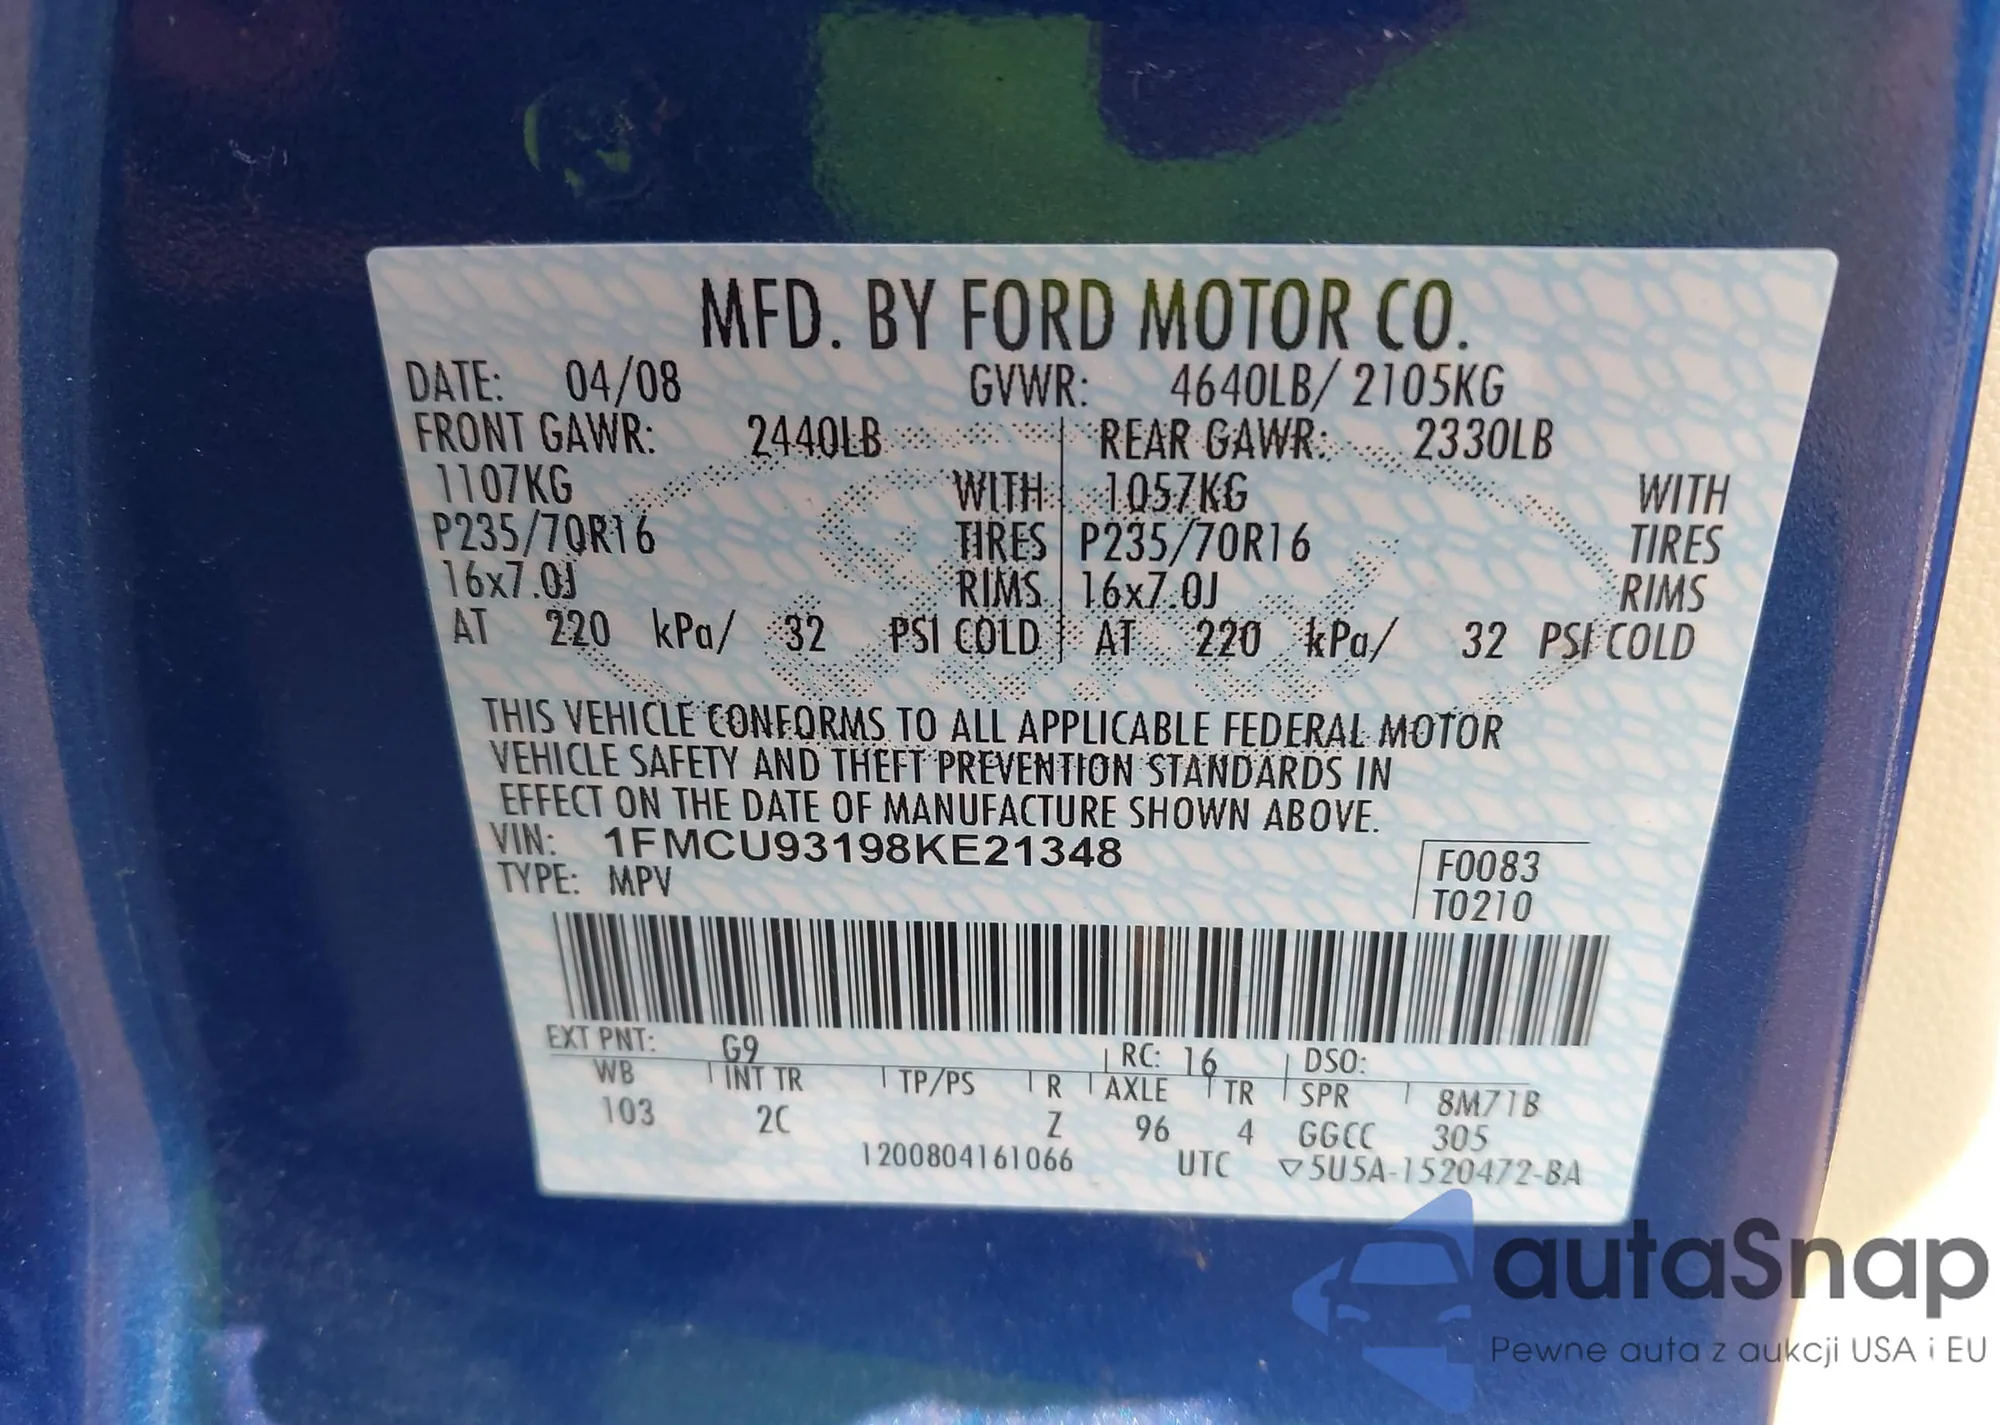 MFD. BY FORD MOTOR CO.
DATE: 04/08 GVWR: 4640LB/ 2105KG
FRONT GAWR: 2440LB REAR GAWR: 2330LB
1107KG WITH 1057KG WITH
P235/70R16 TIRES P235/70R16 TIRES
16x7.0J RIMS 16x7.0J RIMS
AT 220 kPa/ 32 PSI COLD AT 220 kPa/ 32 PSI COLD
THIS VEHICLE CONFORMS TO ALL APPLICABLE FEDERAL MOTOR
VEHICLE SAFETY AND THEFT PREVENTION STANDARDS IN
EFFECT ON THE DATE OF MANUFACTURE SHOWN ABOVE.
VIN: 1FMCU93198KE21348
TYPE: MPV
F0083
T0210
EXT PNT: G9 RC: 16 DSO:
WB INT TR TP/PS R AXLE TR SPR 8M71B
103 2C Z 96 4 GGCC 305
1200804161066 UTC ▽5U5A-1520472-BA
autaSnap
Pewne auta z aukcji USA i EU